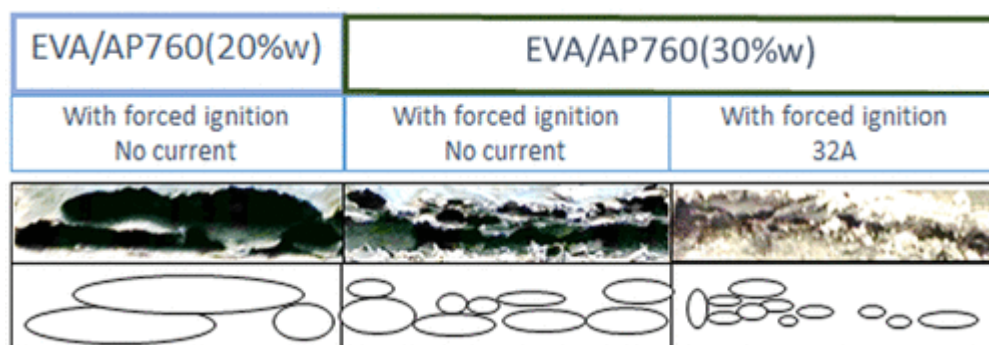 EVA/AP760(20%w)
EVA/AP760(30%w)
With forced ignition
No current
With forced ignition
No current
With forced ignition
32A